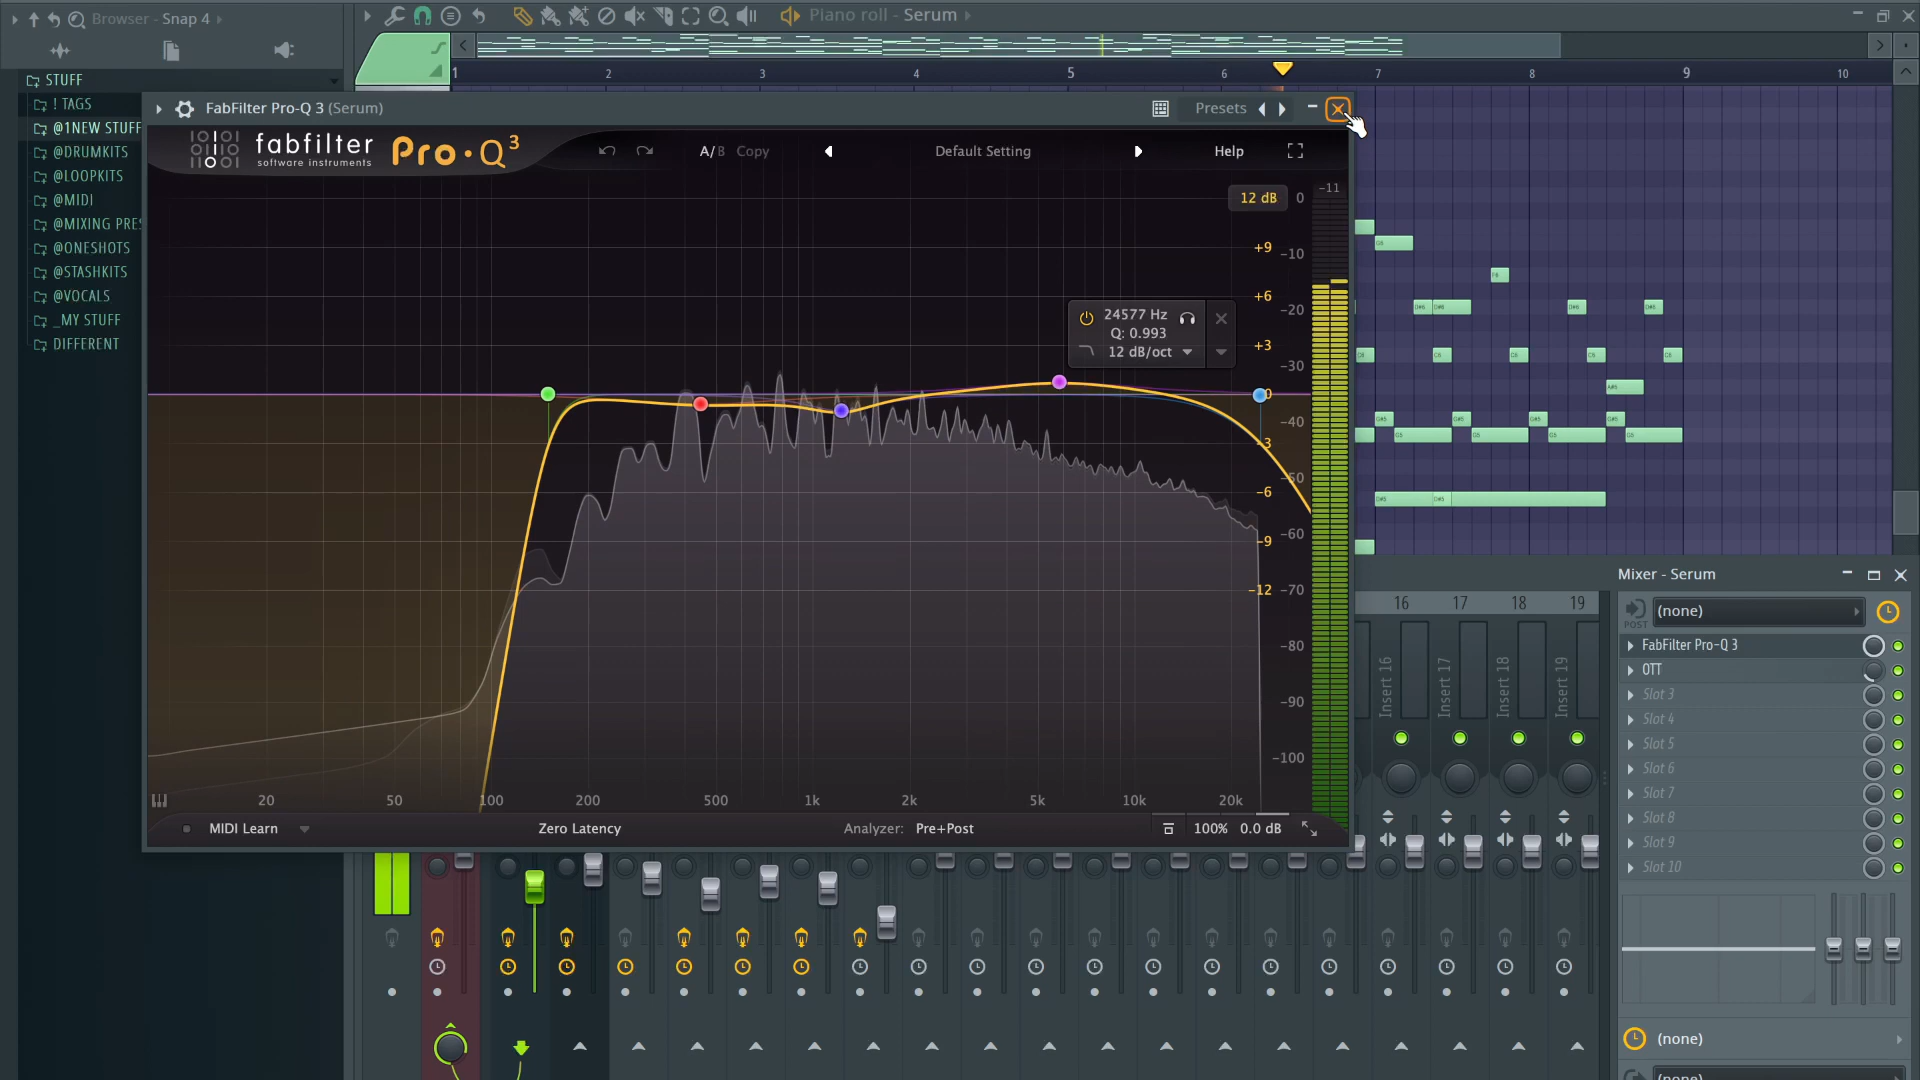 Browser - Snap 4
Piano roll - Serum
STUFF
! TAGS
@1NEW STUFF
@DRUMKITS
@LOOPKITS
@MIDI
@MIXING PRES
@ONESHOTS
@STASHKITS
@VOCALS
_MY STUFF
DIFFERENT
1 2 3 4 5 6 7 8 9 10
FabFilter Pro-Q 3 (Serum)
Presets
fabfilter
software instruments
Pro·Q3
A/B Copy
Default Setting
Help
12 dB 0 -11
+9 -10
+6 -20
+3 -30
0 -40
-3 -50
-6 -60
-9
-12 -70
-80
-90
-100
24577 Hz
Q: 0.993
12 dB/oct
20 50 100 200 500 1k 2k 5k 10k 20k
MIDI Learn
Zero Latency
Analyzer: Pre+Post
100% 0.0 dB
Mixer - Serum
16 17 18 19
Insert 16
Insert 17
Insert 18
Insert 19
POST
(none)
FabFilter Pro-Q 3
OTT
Slot 3
Slot 4
Slot 5
Slot 6
Slot 7
Slot 8
Slot 9
Slot 10
(none)
(none)